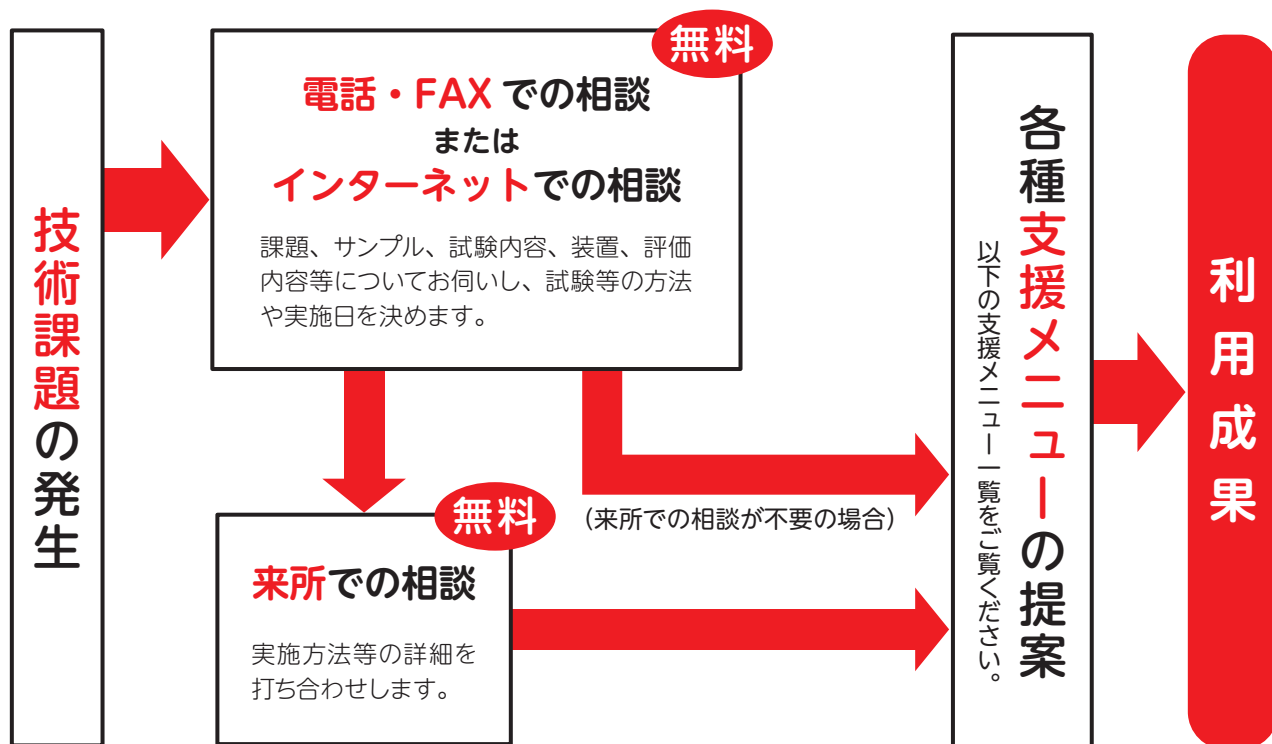 技術課題の発生
無料
電話・FAX での相談
または
インターネットでの相談
課題、サンプル、試験内容、装置、評価
内容等についてお伺いし、試験等の方法
や実施日を決めます。
無料
来所での相談
実施方法等の詳細を
打ち合わせします。
（来所での相談が不要の場合）
各種支援メニューの提案
以下の支援メニュー一覧をご覧ください。
利用成果